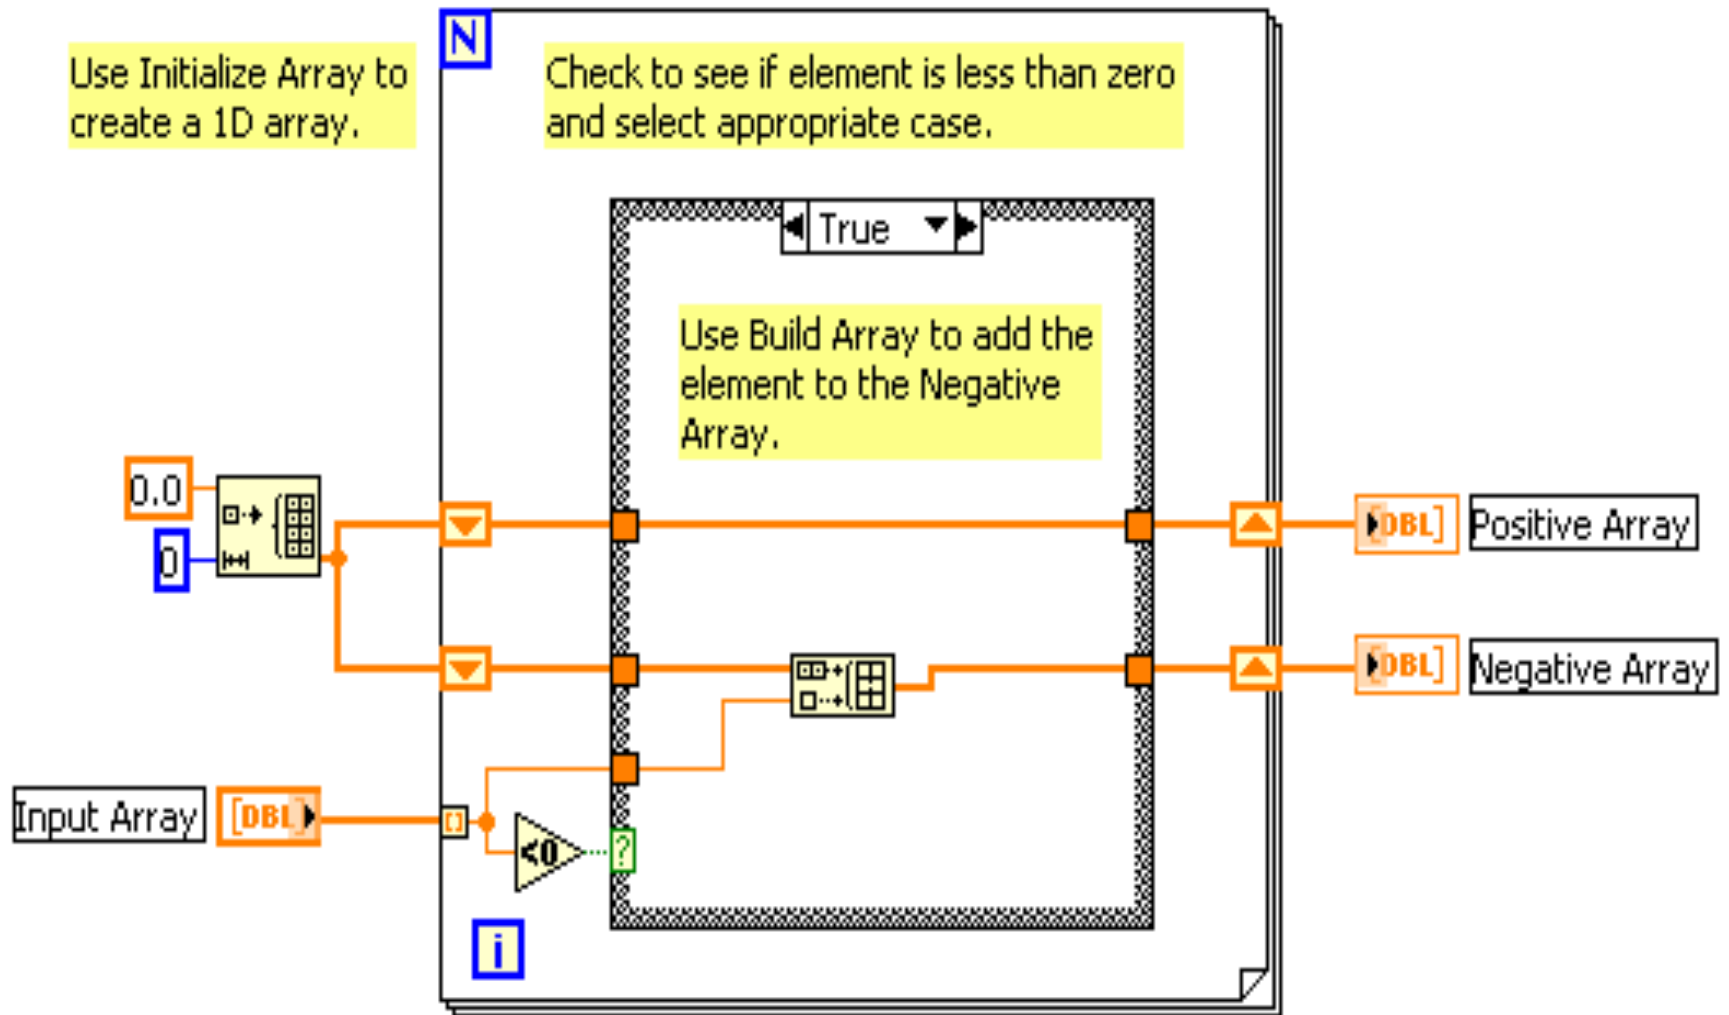 N
Use Initialize Array to
create a 1D array.
Check to see if element is less than zero
and select appropriate case.
True
Use Build Array to add the
element to the Negative
Array.
0.0
0
[DBL]
Positive Array
[DBL]
Negative Array
Input Array
[DBL]
[]
<0
?
i